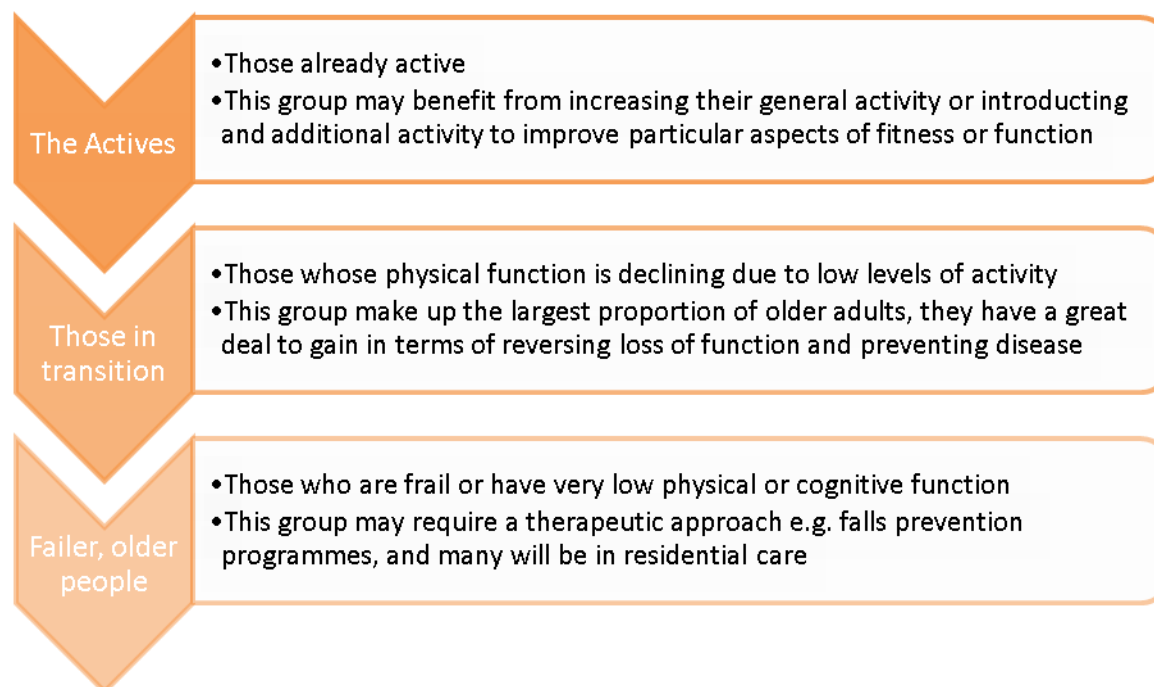 The Actives
•Those already active
•This group may benefit from increasing their general activity or introducting
and additional activity to improve particular aspects of fitness or function
Those in
transition
•Those whose physical function is declining due to low levels of activity
•This group make up the largest proportion of older adults, they have a great
deal to gain in terms of reversing loss of function and preventing disease
Failer, older
people
•Those who are frail or have very low physical or cognitive function
•This group may require a therapeutic approach e.g. falls prevention
programmes, and many will be in residential care